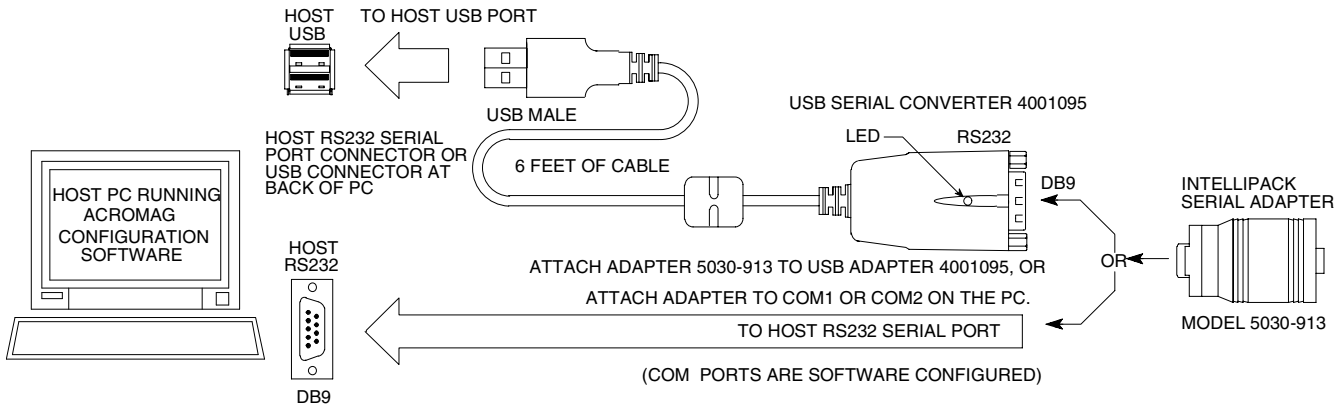 HOST
USB
TO HOST USB PORT
USB MALE
HOST RS232 SERIAL
PORT CONNECTOR OR
USB CONNECTOR AT
BACK OF PC
6 FEET OF CABLE
USB SERIAL CONVERTER 4001095
LED
RS232
DB9
INTELLIPACK
SERIAL ADAPTER
HOST PC RUNNING
ACROMAG
CONFIGURATION
SOFTWARE
HOST
RS232
ATTACH ADAPTER 5030-913 TO USB ADAPTER 4001095, OR
ATTACH ADAPTER TO COM1 OR COM2 ON THE PC.
OR
TO HOST RS232 SERIAL PORT
MODEL 5030-913
(COM PORTS ARE SOFTWARE CONFIGURED)
DB9